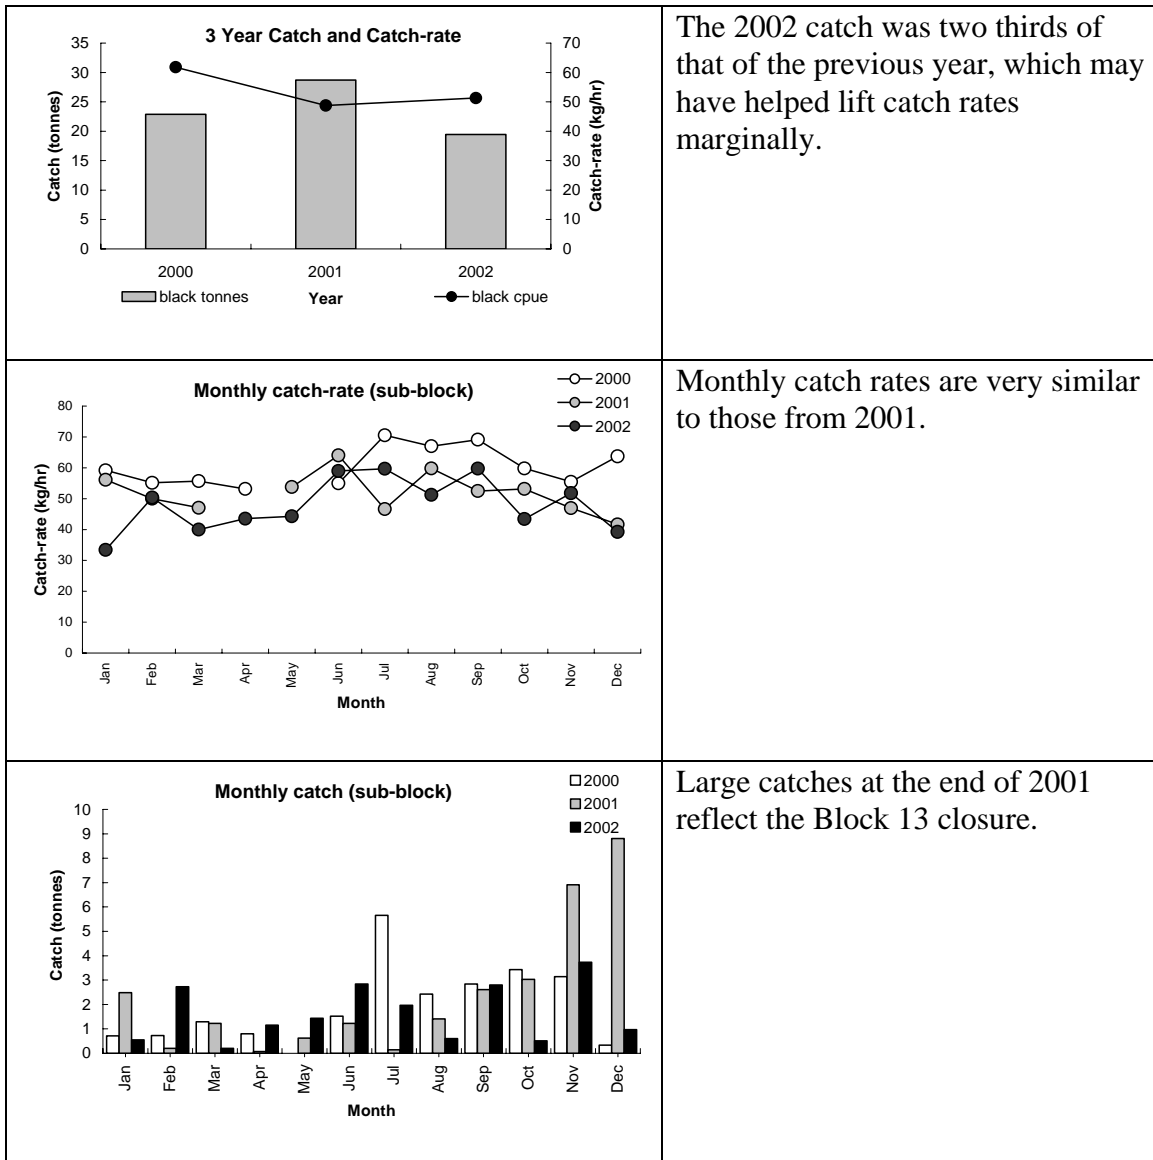 3 Year Catch and Catch-rate
35
30
25
20
15
10
5
0
Catch (tonnes)
70
60
50
40
30
20
10
0
Catch-rate (kg/hr)
2000 2001 2002
black tonnes Year black cpue
The 2002 catch was two thirds of
that of the previous year, which may
have helped lift catch rates
marginally.
Monthly catch-rate (sub-block)
2000
2001
2002
80
70
60
50
40
30
20
10
0
Catch-rate (kg/hr)
Jan Feb Mar Apr May Jun Jul Aug Sep Oct Nov Dec
Month
Monthly catch rates are very similar
to those from 2001.
Monthly catch (sub-block)
2000
2001
2002
10
9
8
7
6
5
4
3
2
1
0
Catch (tonnes)
Jan Feb Mar Apr May Jun Jul Aug Sep Oct Nov Dec
Month
Large catches at the end of 2001
reflect the Block 13 closure.